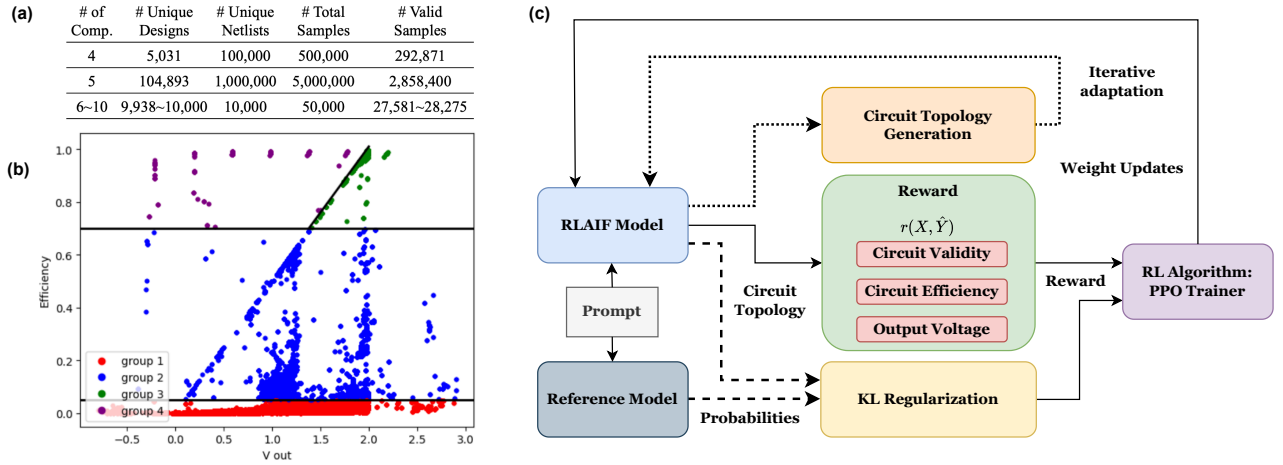 (a)
# of # Unique # Unique # Total # Valid
Comp. Designs Netlists Samples Samples
4 5,031 100,000 500,000 292,871
5 104,893 1,000,000 5,000,000 2,858,400
6~10 9,938~10,000 10,000 50,000 27,581~28,275
(b)
Efficiency
1.0
0.8
0.6
0.4
0.2
0.0
group 1
group 2
group 3
group 4
−0.5 0.0 0.5 1.0 1.5 2.0 2.5 3.0
V out
(c)
Iterative
adaptation
Circuit Topology
Generation
Weight Updates
RLAIF Model
Reward
r(X, Ŷ)
Circuit Validity
Circuit Efficiency
Output Voltage
Circuit
Topology
Reward
RL Algorithm:
PPO Trainer
Prompt
Reference Model
Probabilities
KL Regularization